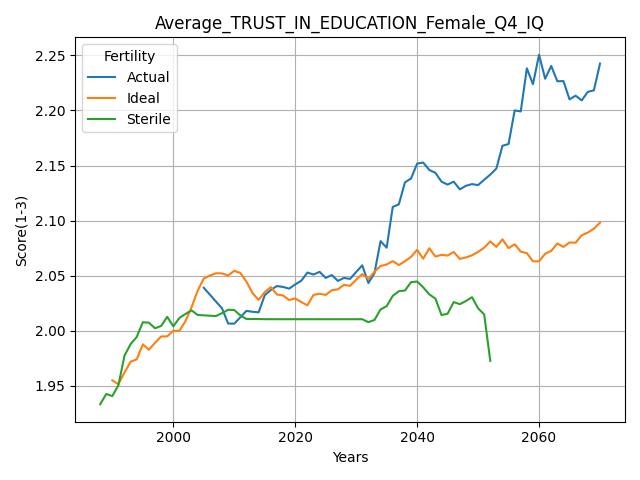 Average_TRUST_IN_EDUCATION_Female_Q4_IQ
Fertility
Actual
Ideal
Sterile
Score(1-3)
2.25
2.20
2.15
2.10
2.05
2.00
1.95
2000 2020 2040 2060
Years